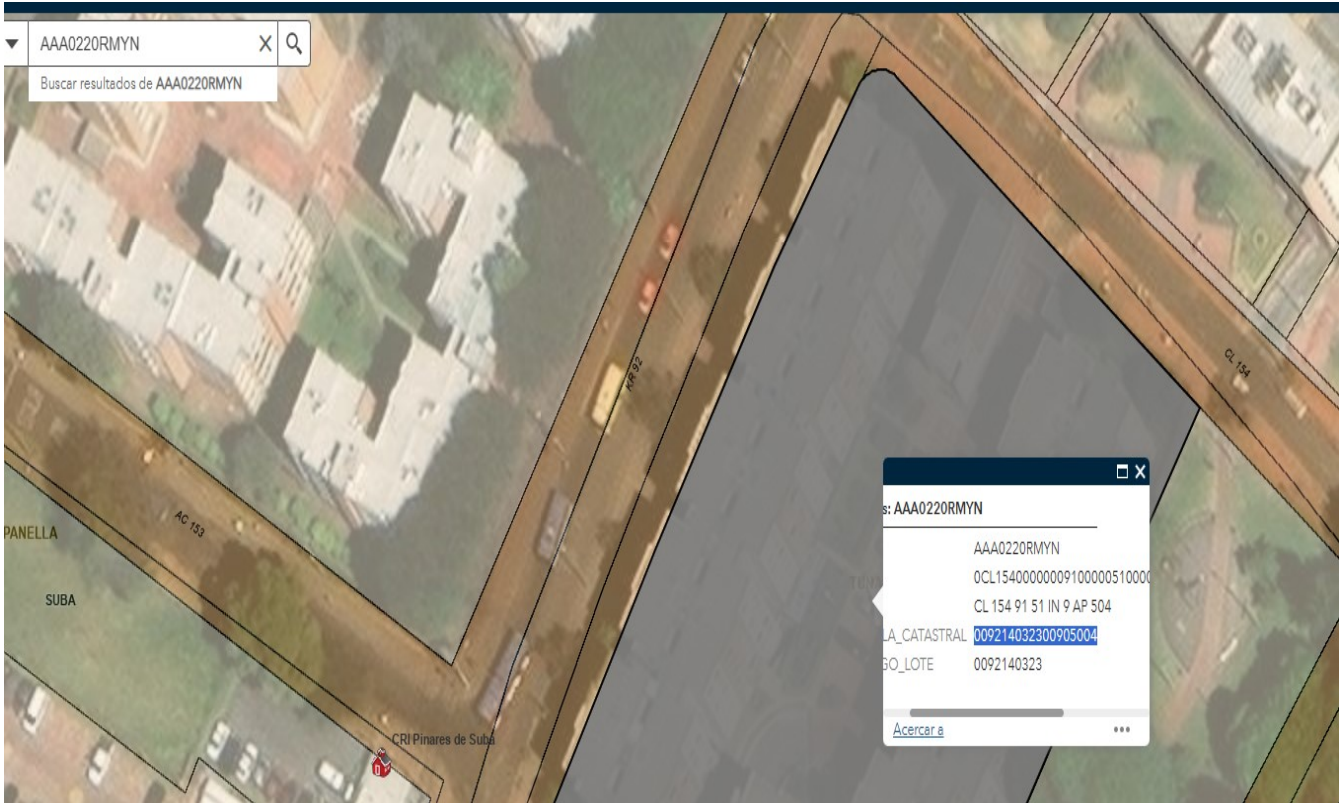 AAA0220RMYN
Buscar resultados de AAA0220RMYN
KR 92
CL 154
AC 153
PANELLA
SUBA
CRI Pinares de Suba
s: AAA0220RMYN
AAA0220RMYN
0CL15400000009100000510000
CL 154 91 51 IN 9 AP 504
LA_CATASTRAL 009214032300905004
GO_LOTE 0092140323
Acercar a